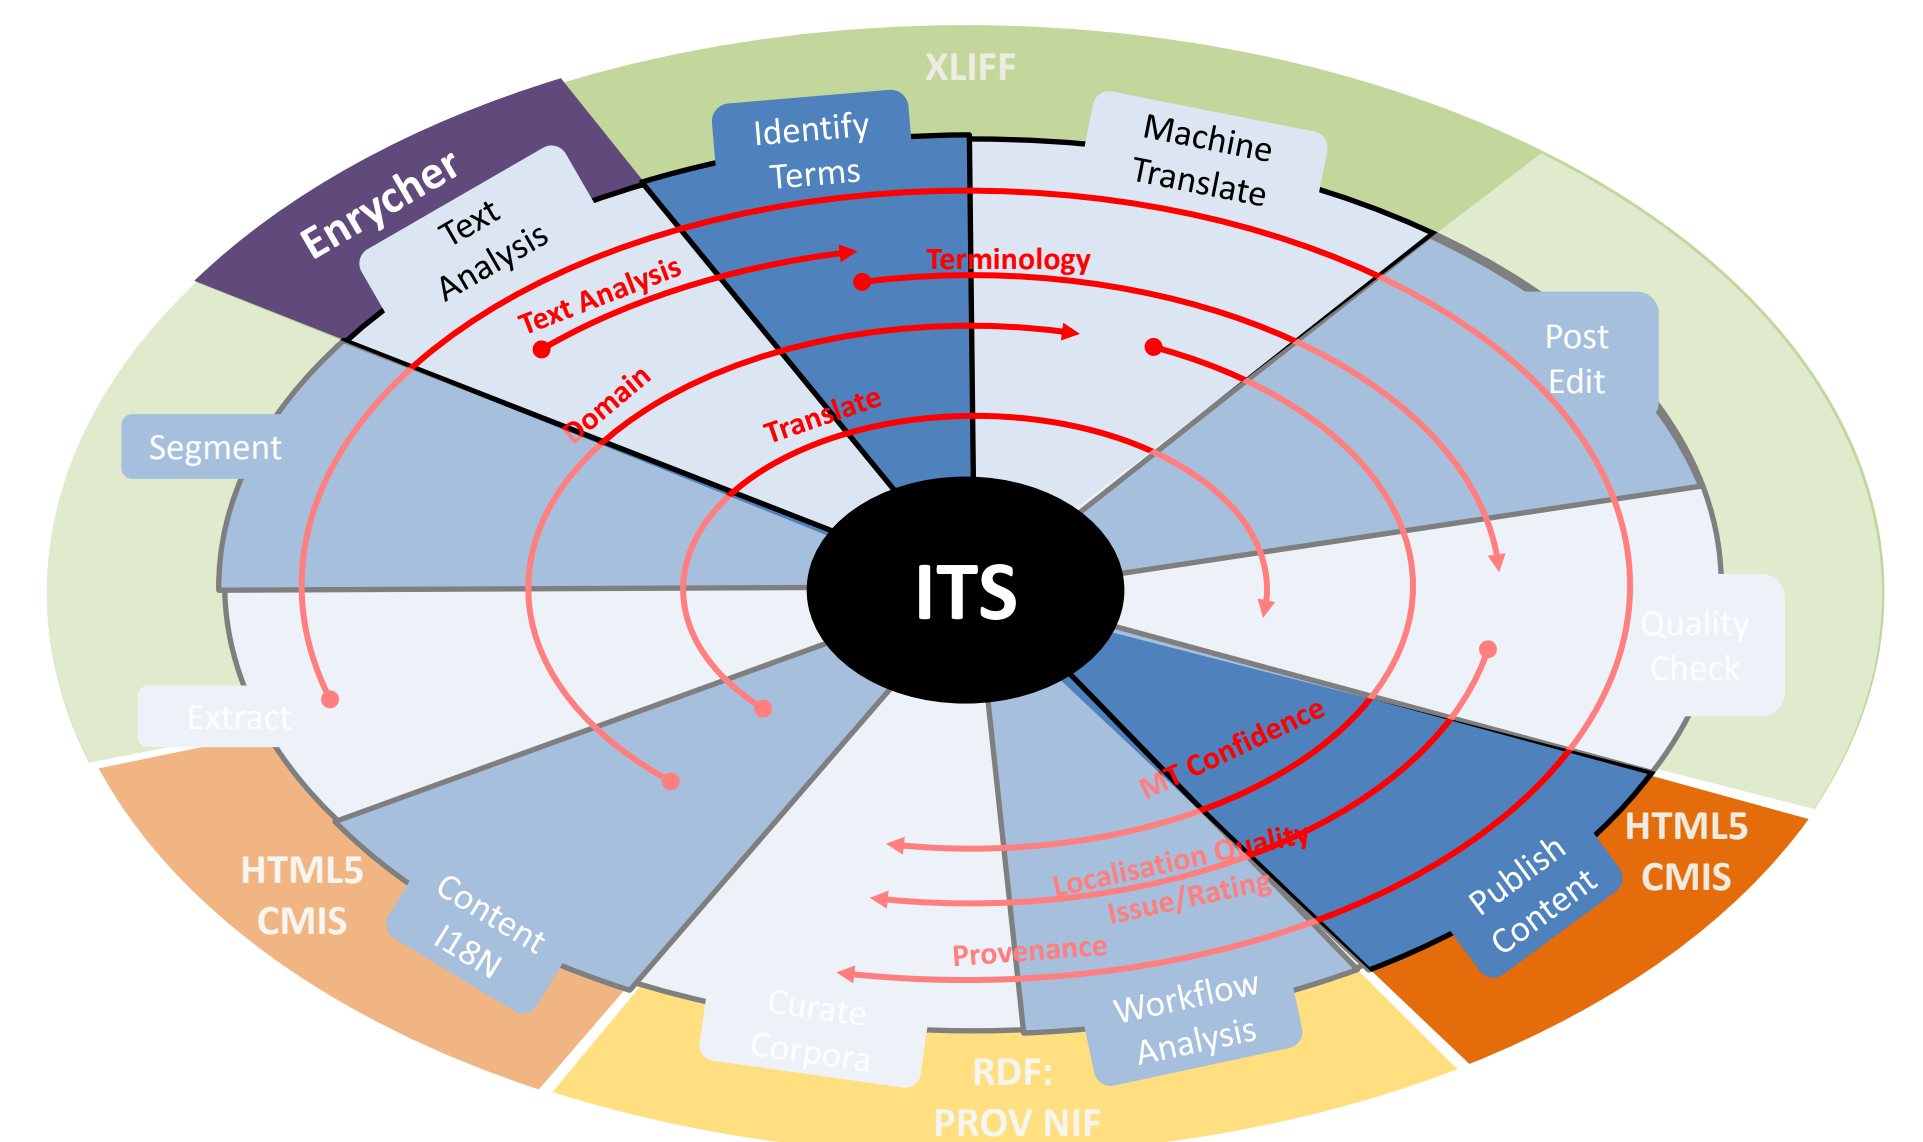 XLIFF
Identify
Terms
Machine
Translate
Enrycher
Text
Analysis
Terminology
Text Analysis
Post
Edit
Domain
Translate
Segment
ITS
Quality
Check
Extract
MT Confidence
HTML5
CMIS
Localisation Quality
Issue/Rating
Publish
Content
HTML5
CMIS
Content
I18N
Provenance
Workflow
Analysis
Curate
Corpora
RDF:
PROV NIF